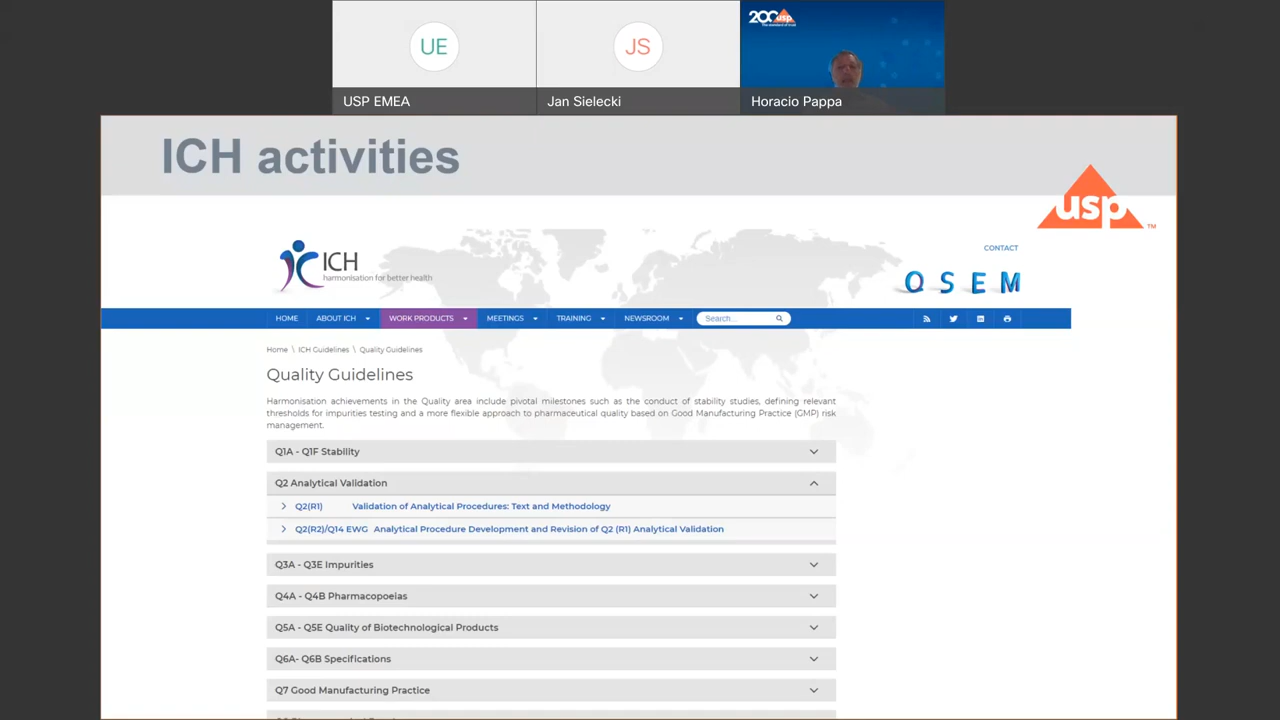 UE
JS
200 usp
USP EMEA
Jan Sielecki
Horacio Pappa
ICH activities
usp™
CONTACT
ICH
harmonisation for better health
Q S E M
HOME ABOUT ICH WORK PRODUCTS MEETINGS TRAINING NEWSROOM Search...
Home \ ICH Guidelines \ Quality Guidelines
Quality Guidelines
Harmonisation achievements in the Quality area include pivotal milestones such as the conduct of stability studies, defining relevant
thresholds for impurities testing and a more flexible approach to pharmaceutical quality based on Good Manufacturing Practice (GMP) risk
management.
Q1A - Q1F Stability
Q2 Analytical Validation
Q2(R1) Validation of Analytical Procedures: Text and Methodology
Q2(R2)/Q14 EWG Analytical Procedure Development and Revision of Q2 (R1) Analytical Validation
Q3A - Q3E Impurities
Q4A - Q4B Pharmacopoeias
Q5A - Q5E Quality of Biotechnological Products
Q6A- Q6B Specifications
Q7 Good Manufacturing Practice